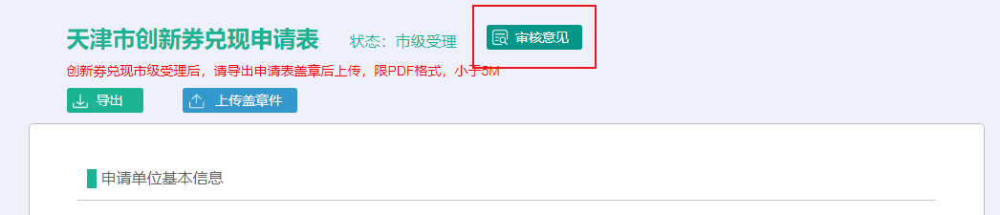 天津市创新券兑现申请表 状态：市级受理 审核意见
创新券兑现市级受理后，请导出申请表盖章后上传，限PDF格式，小于5M
导出 上传盖章件
申请单位基本信息